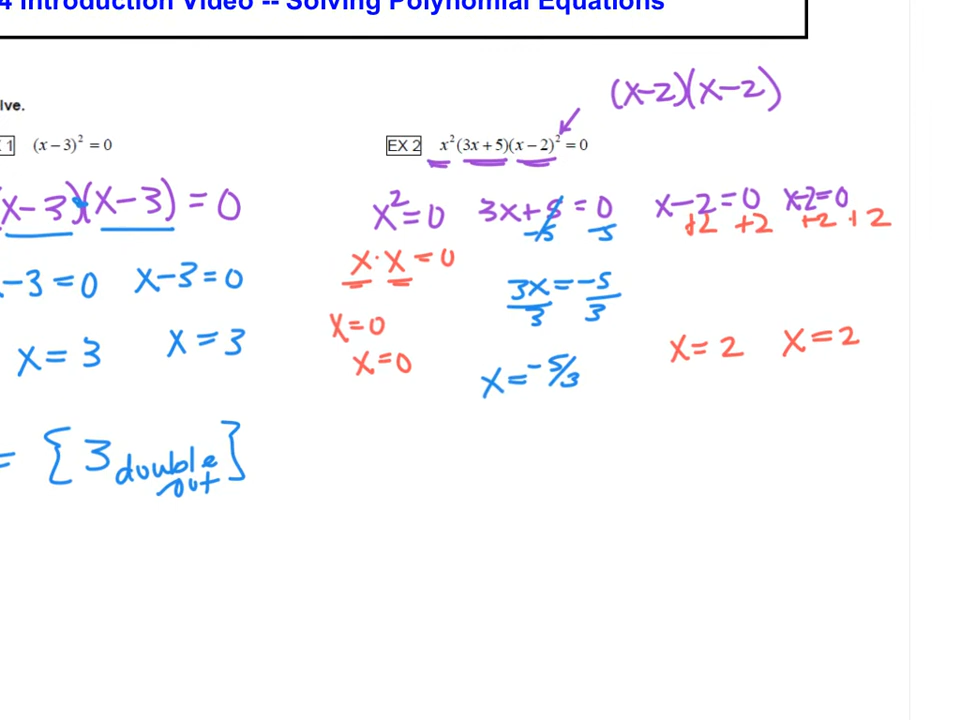 4 Introduction Video -- Solving Polynomial Equations
lve.
1 (x − 3)² = 0
x−3)(x−3) = 0
−3 = 0 x−3 = 0
x = 3 x = 3
= {3 double root}
EX 2 x²(3x + 5)(x − 2)² = 0
(x−2)(x−2)
x² = 0 3x+5 = 0 x−2 = 0 x−2 = 0
−5 −5 +2 +2 +2 +2
x · x = 0
3x = −5
3 3
x = 0
x = 0
x = −5/3
x = 2 x = 2